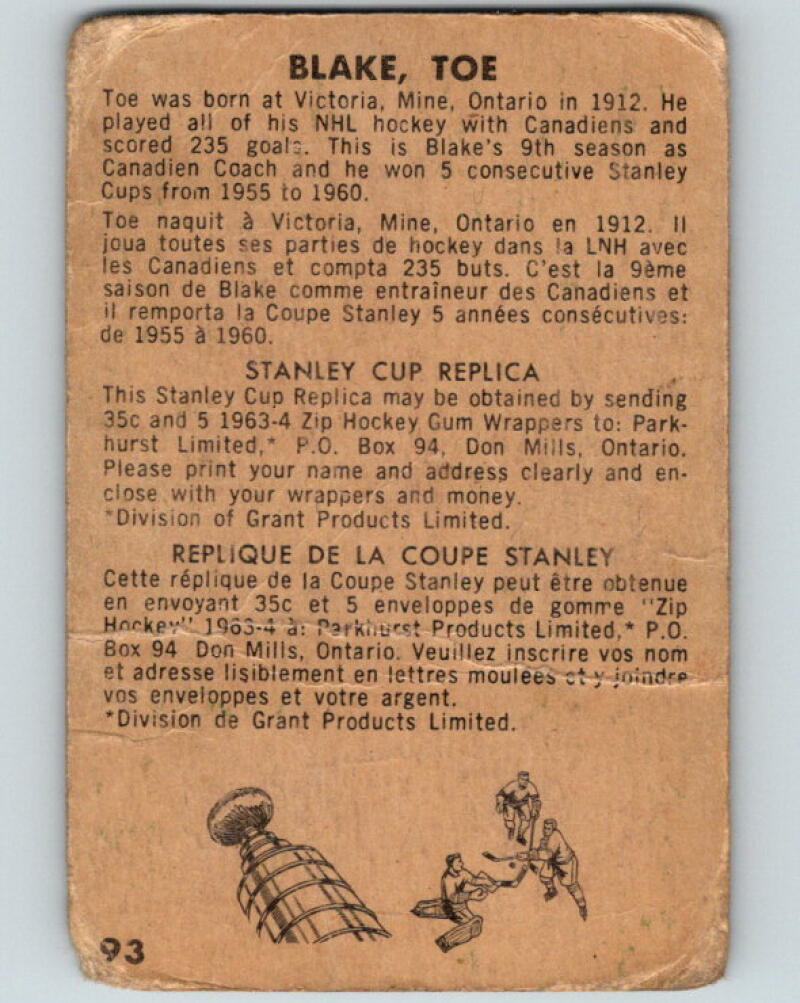 BLAKE, TOE
Toe was born at Victoria, Mine, Ontario in 1912. He
played all of his NHL hockey with Canadiens and
scored 235 goals. This is Blake's 9th season as
Canadien Coach and he won 5 consecutive Stanley
Cups from 1955 to 1960.
Toe naquit à Victoria, Mine, Ontario en 1912. Il
joua toutes ses parties de hockey dans la LNH avec
les Canadiens et compta 235 buts. C'est la 9ème
saison de Blake comme entraîneur des Canadiens et
il remporta la Coupe Stanley 5 années consécutives:
de 1955 à 1960.
STANLEY CUP REPLICA
This Stanley Cup Replica may be obtained by sending
35c and 5 1963-4 Zip Hockey Gum Wrappers to: Park-
hurst Limited,* P.O. Box 94, Don Mills, Ontario.
Please print your name and address clearly and en-
close with your wrappers and money.
*Division of Grant Products Limited.
REPLIQUE DE LA COUPE STANLEY
Cette réplique de la Coupe Stanley peut être obtenue
en envoyant 35c et 5 enveloppes de gomme "Zip
Hockey" 1963-4 à: Parkhurst Products Limited,* P.O.
Box 94 Don Mills, Ontario. Veuillez inscrire vos nom
et adresse lisiblement en lettres moulées et y joindre
vos enveloppes et votre argent.
*Division de Grant Products Limited.
93